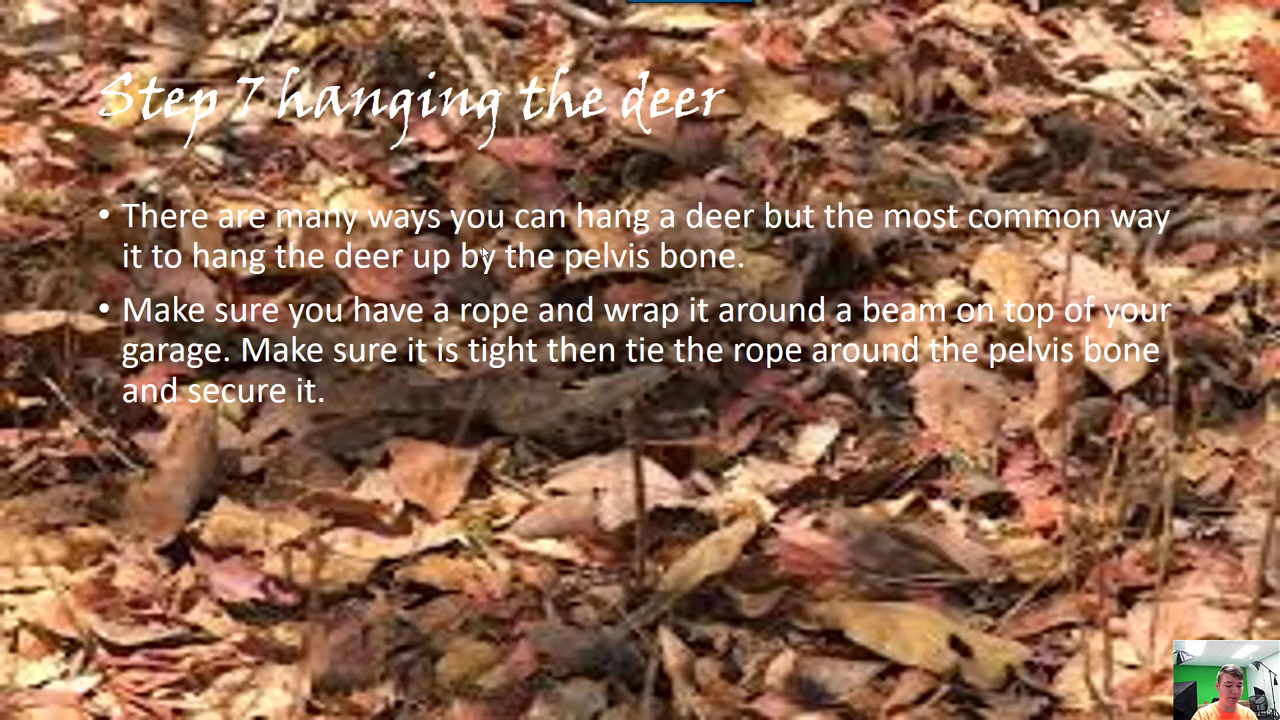 Step 7 hanging the deer
• There are many ways you can hang a deer but the most common way
it to hang the deer up by the pelvis bone.
• Make sure you have a rope and wrap it around a beam on top of your
garage. Make sure it is tight then tie the rope around the pelvis bone
and secure it.